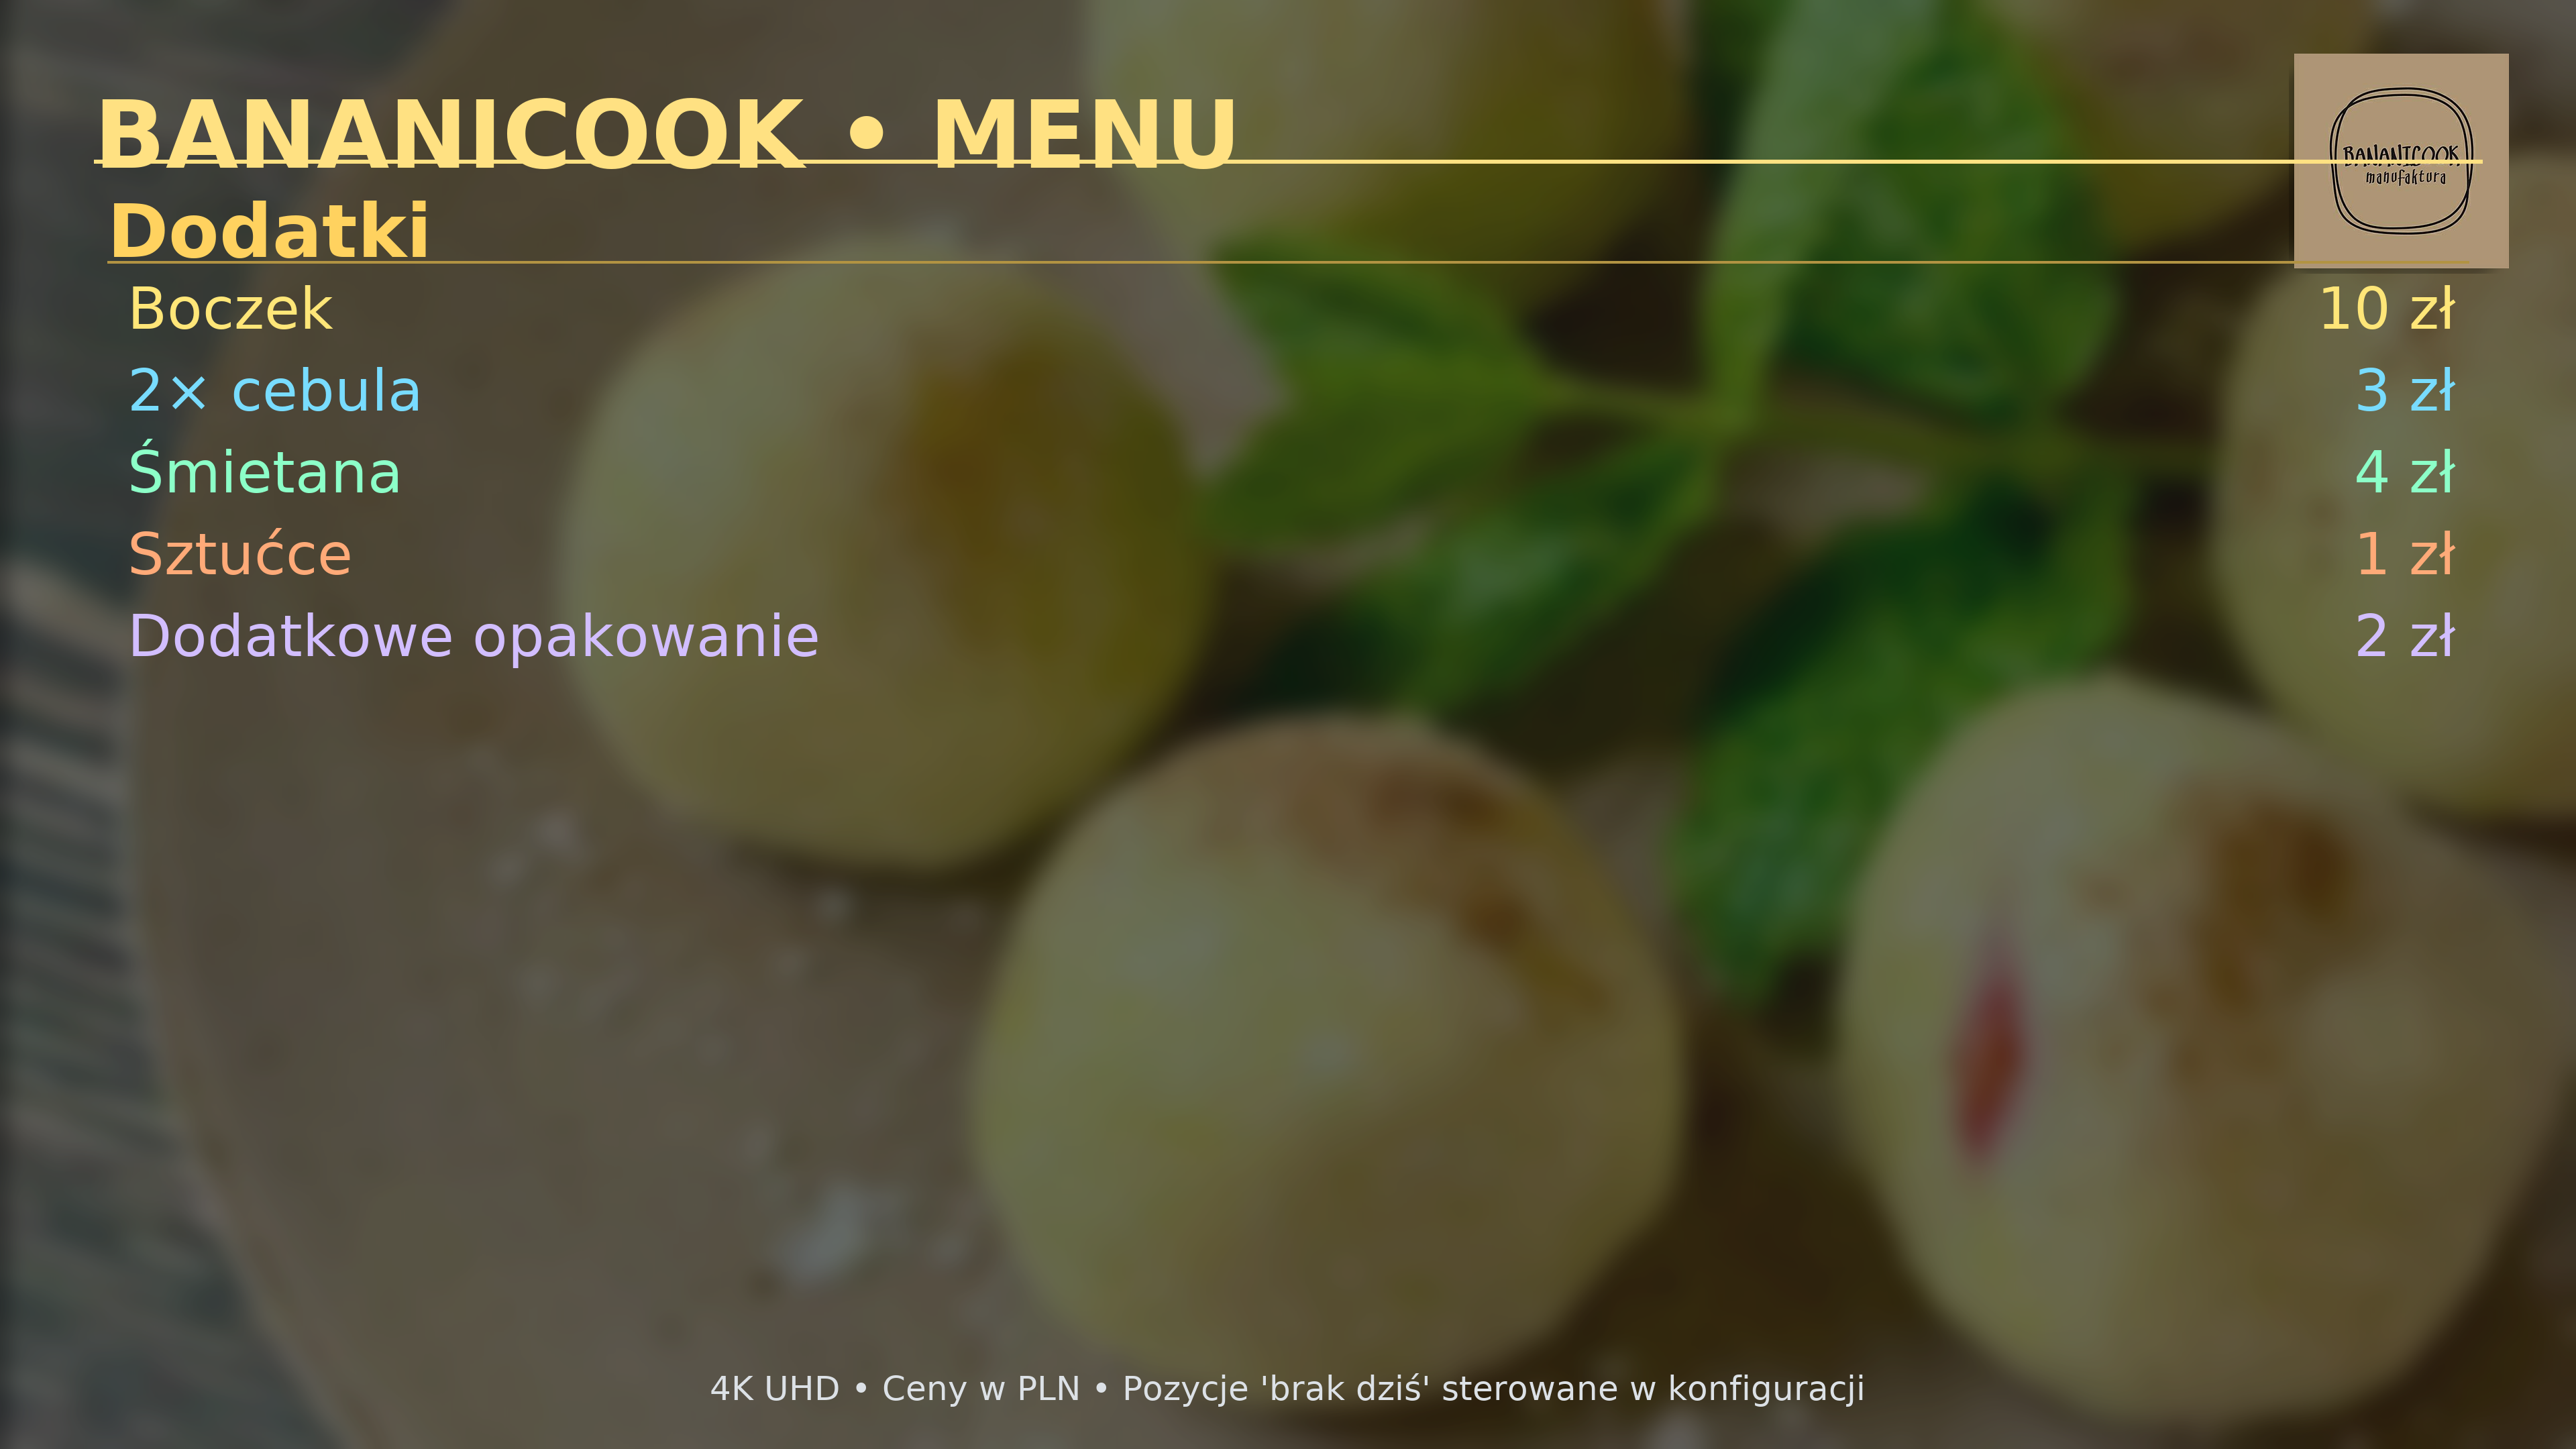 BANANICOOK • MENU
BANANICOOK
manufaktura
Dodatki
Boczek 10 zł
2× cebula 3 zł
Śmietana 4 zł
Sztućce 1 zł
Dodatkowe opakowanie 2 zł
4K UHD • Ceny w PLN • Pozycje 'brak dziś' sterowane w konfiguracji